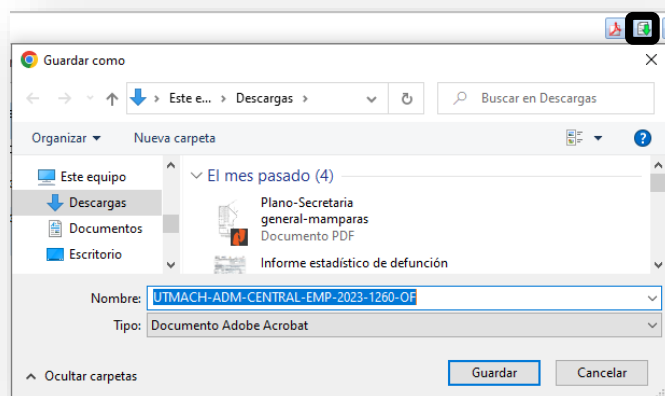 Guardar como
Este e... > Descargas >
Buscar en Descargas
Organizar
Nueva carpeta
Este equipo
Descargas
Documentos
Escritorio
El mes pasado (4)
Plano-Secretaria
general-mamparas
Documento PDF
Informe estadístico de defunción
Nombre: UTMACH-ADM-CENTRAL-EMP-2023-1260-OF
Tipo: Documento Adobe Acrobat
Ocultar carpetas
Guardar
Cancelar